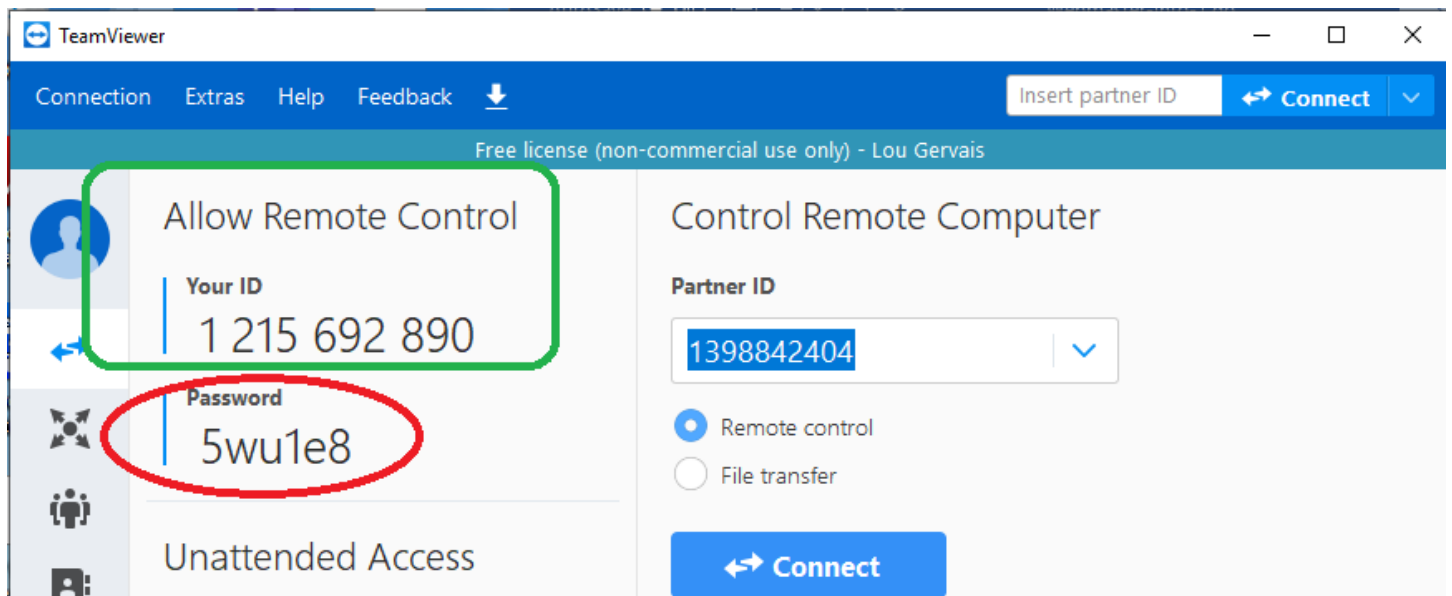 TeamViewer
Connection Extras Help Feedback
Insert partner ID
Connect
Free license (non-commercial use only) - Lou Gervais
Allow Remote Control
Your ID
1 215 692 890
Password
5wu1e8
Unattended Access
Control Remote Computer
Partner ID
1398842404
Remote control
File transfer
Connect